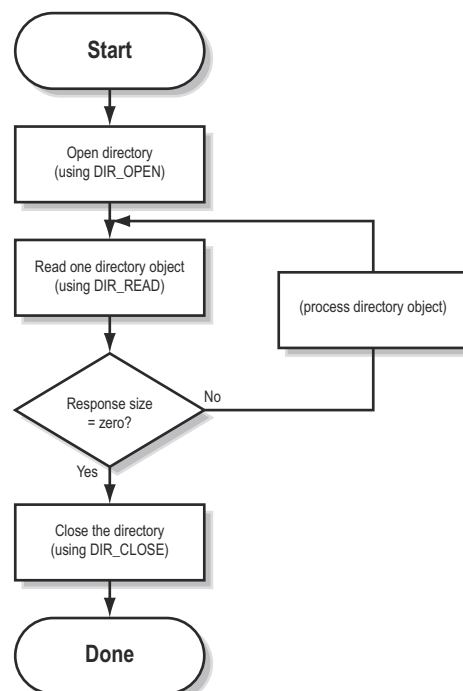 Start
Open directory
(using DIR_OPEN)
Read one directory object
(using DIR_READ)
(process directory object)
Response size
= zero?
No
Yes
Close the directory
(using DIR_CLOSE)
Done